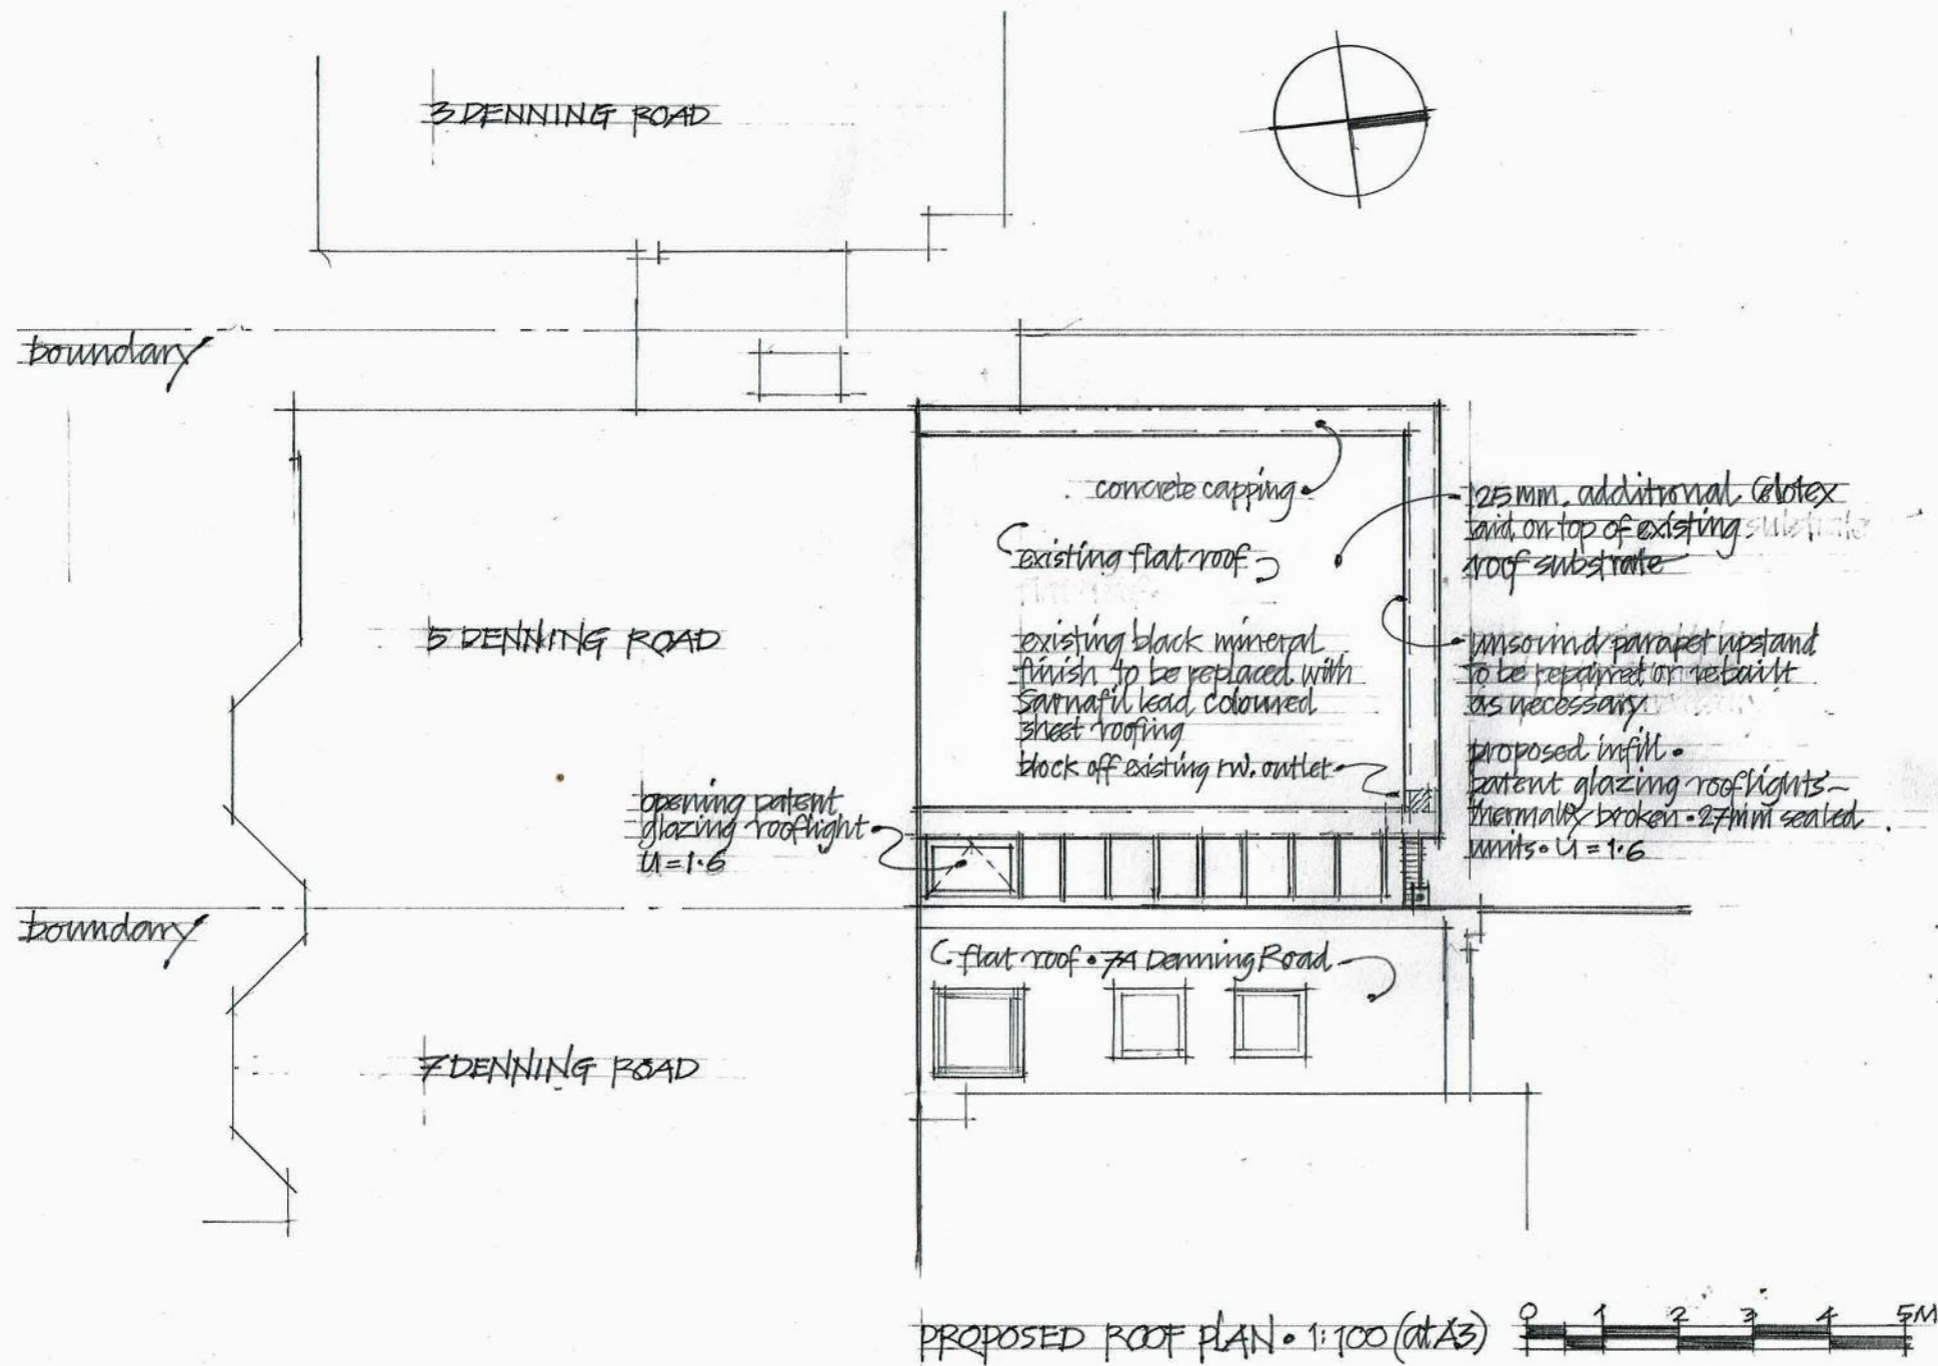 3 DENNING ROAD
boundary
concrete capping
existing flat roof
existing black mineral
finish to be replaced with
Sarnafil lead coloured
sheet roofing
block off existing rw. outlet
25mm. additional Celotex
laid on top of existing
roof substrate
unsound parapet upstand
to be repaired or rebuilt
as necessary
proposed infill •
patent glazing rooflights –
thermally broken • 27mm sealed
units • U = 1·6
5 DENNING ROAD
opening patent
glazing rooflight
U = 1·6
boundary
flat roof • 7A Denning Road
7 DENNING ROAD
PROPOSED ROOF PLAN • 1:100 (at A3)
0 1 2 3 4 5M